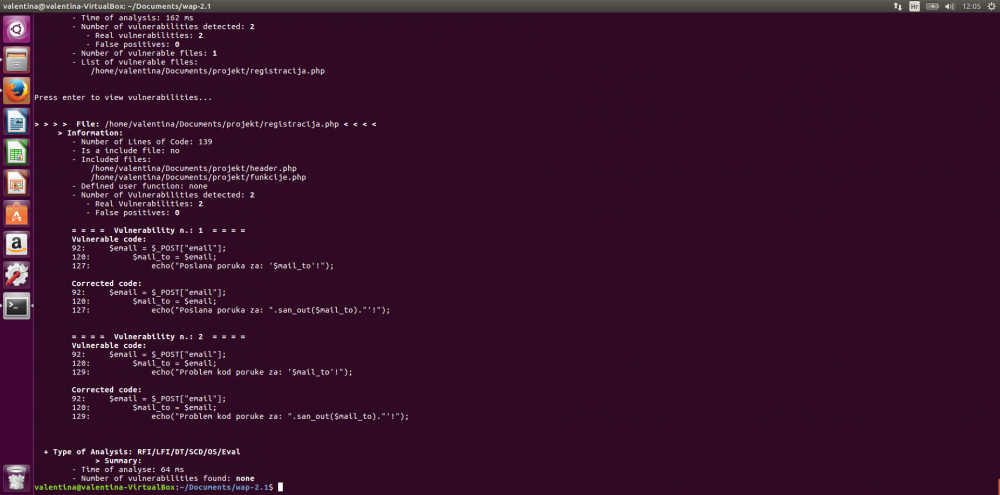 valentina@valentina-VirtualBox: ~/Documents/wap-2.1
Hr
12:05
- Time of analysis: 162 ms
- Number of vulnerabilities detected: 2
- Real vulnerabilities: 2
- False positives: 0
- Number of vulnerable files: 1
- List of vulnerable files:
/home/valentina/Documents/projekt/registracija.php
Press enter to view vulnerabilities...
> > > > File: /home/valentina/Documents/projekt/registracija.php < < < <
> Information:
- Number of Lines of Code: 139
- Is a include file: no
- Included files:
/home/valentina/Documents/projekt/header.php
/home/valentina/Documents/projekt/funkcije.php
- Defined user function: none
- Number of Vulnerabilities detected: 2
- Real Vulnerabilities: 2
- False positives: 0
= = = = Vulnerability n.: 1 = = = =
Vulnerable code:
92: $email = $_POST["email"];
120: $mail_to = $email;
127: echo("Poslana poruka za: '$mail_to'!");
Corrected code:
92: $email = $_POST["email"];
120: $mail_to = $email;
127: echo("Poslana poruka za: ".san_out($mail_to)."'!");
= = = = Vulnerability n.: 2 = = = =
Vulnerable code:
92: $email = $_POST["email"];
120: $mail_to = $email;
129: echo("Problem kod poruke za: '$mail_to'!");
Corrected code:
92: $email = $_POST["email"];
120: $mail_to = $email;
129: echo("Problem kod poruke za: ".san_out($mail_to)."'!");
+ Type of Analysis: RFI/LFI/DT/SCD/OS/Eval
> Summary:
- Time of analyse: 64 ms
- Number of vulnerabilities found: none
valentina@valentina-VirtualBox:~/Documents/wap-2.1$